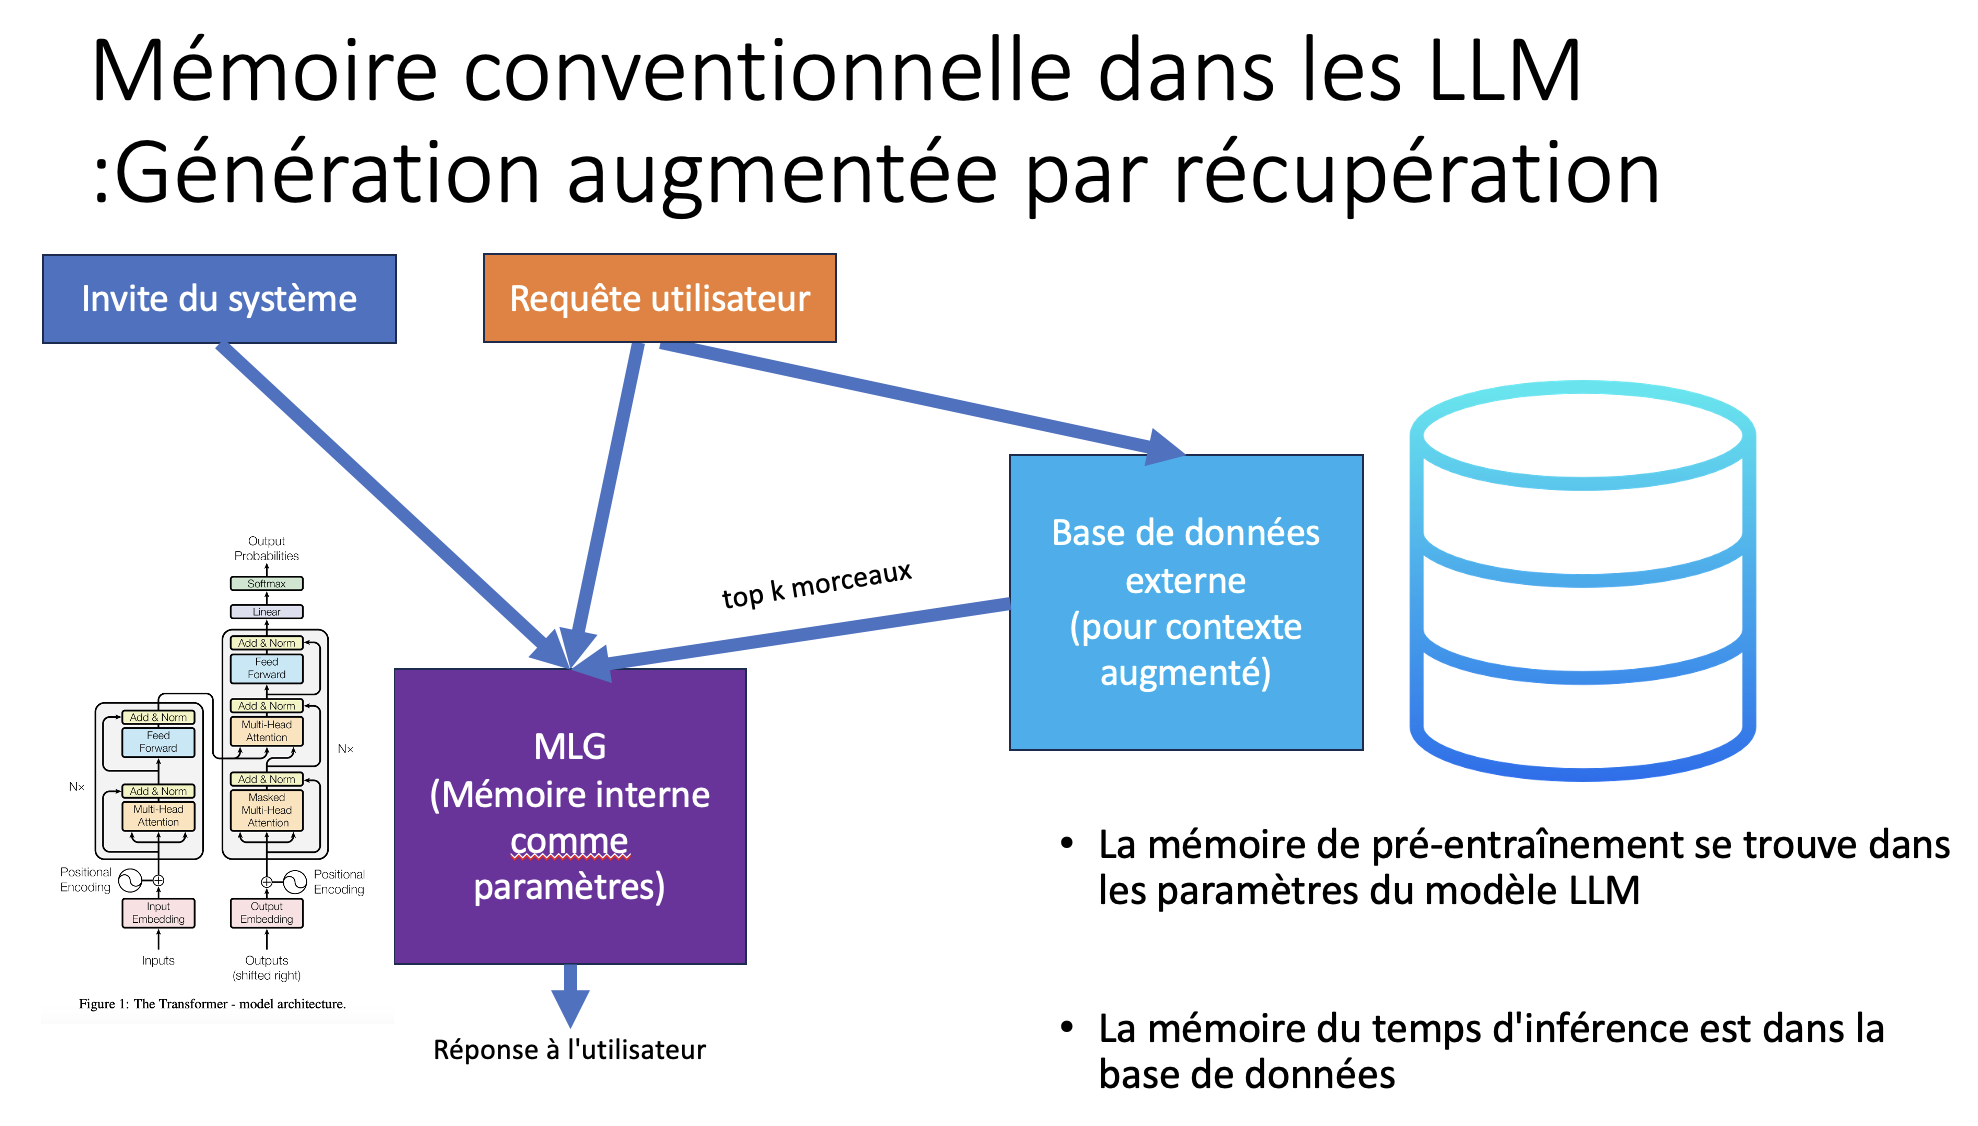 Mémoire conventionnelle dans les LLM
:Génération augmentée par récupération
Invite du système
Requête utilisateur
Base de données
externe
(pour contexte
augmenté)
top k morceaux
MLG
(Mémoire interne
comme
paramètres)
Réponse à l'utilisateur
Output
Probabilities
Softmax
Linear
Add & Norm
Feed
Forward
Add & Norm
Multi-Head
Attention
Add & Norm
Masked
Multi-Head
Attention
N×
Add & Norm
Feed
Forward
Add & Norm
Multi-Head
Attention
N×
Positional
Encoding
Positional
Encoding
Input
Embedding
Output
Embedding
Inputs
Outputs
(shifted right)
Figure 1: The Transformer - model architecture.
• La mémoire de pré-entraînement se trouve dans
les paramètres du modèle LLM
• La mémoire du temps d'inférence est dans la
base de données